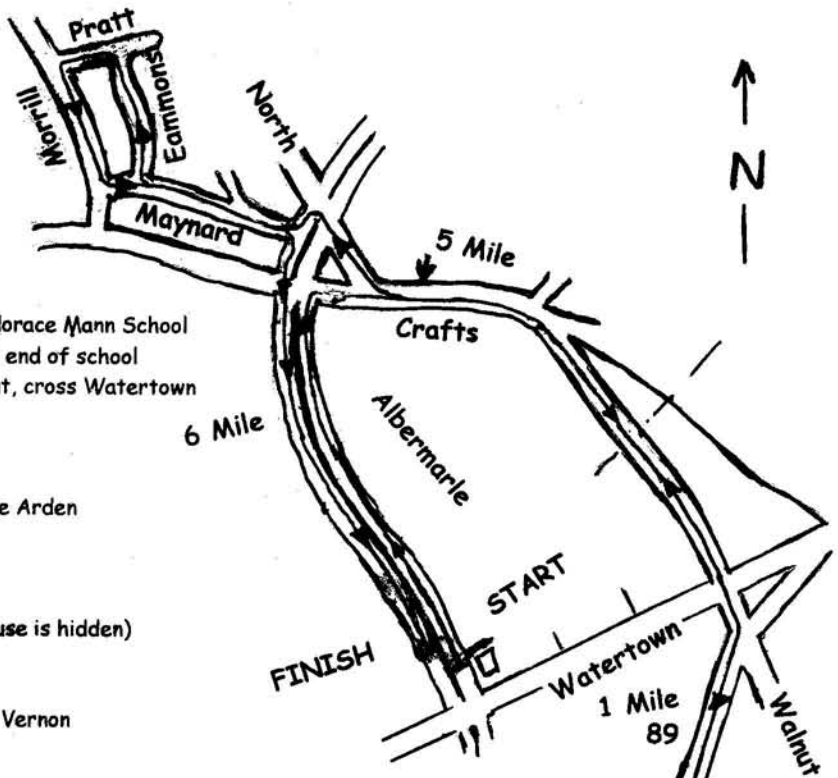 Pratt
Morrill
Eammons
North
N
Maynard
5 Mile
Horace Mann School
end of school
t, cross Watertown
Crafts
6 Mile
Albermarle
e Arden
START
use is hidden)
FINISH
Watertown
1 Mile
89
Vernon
Walnut